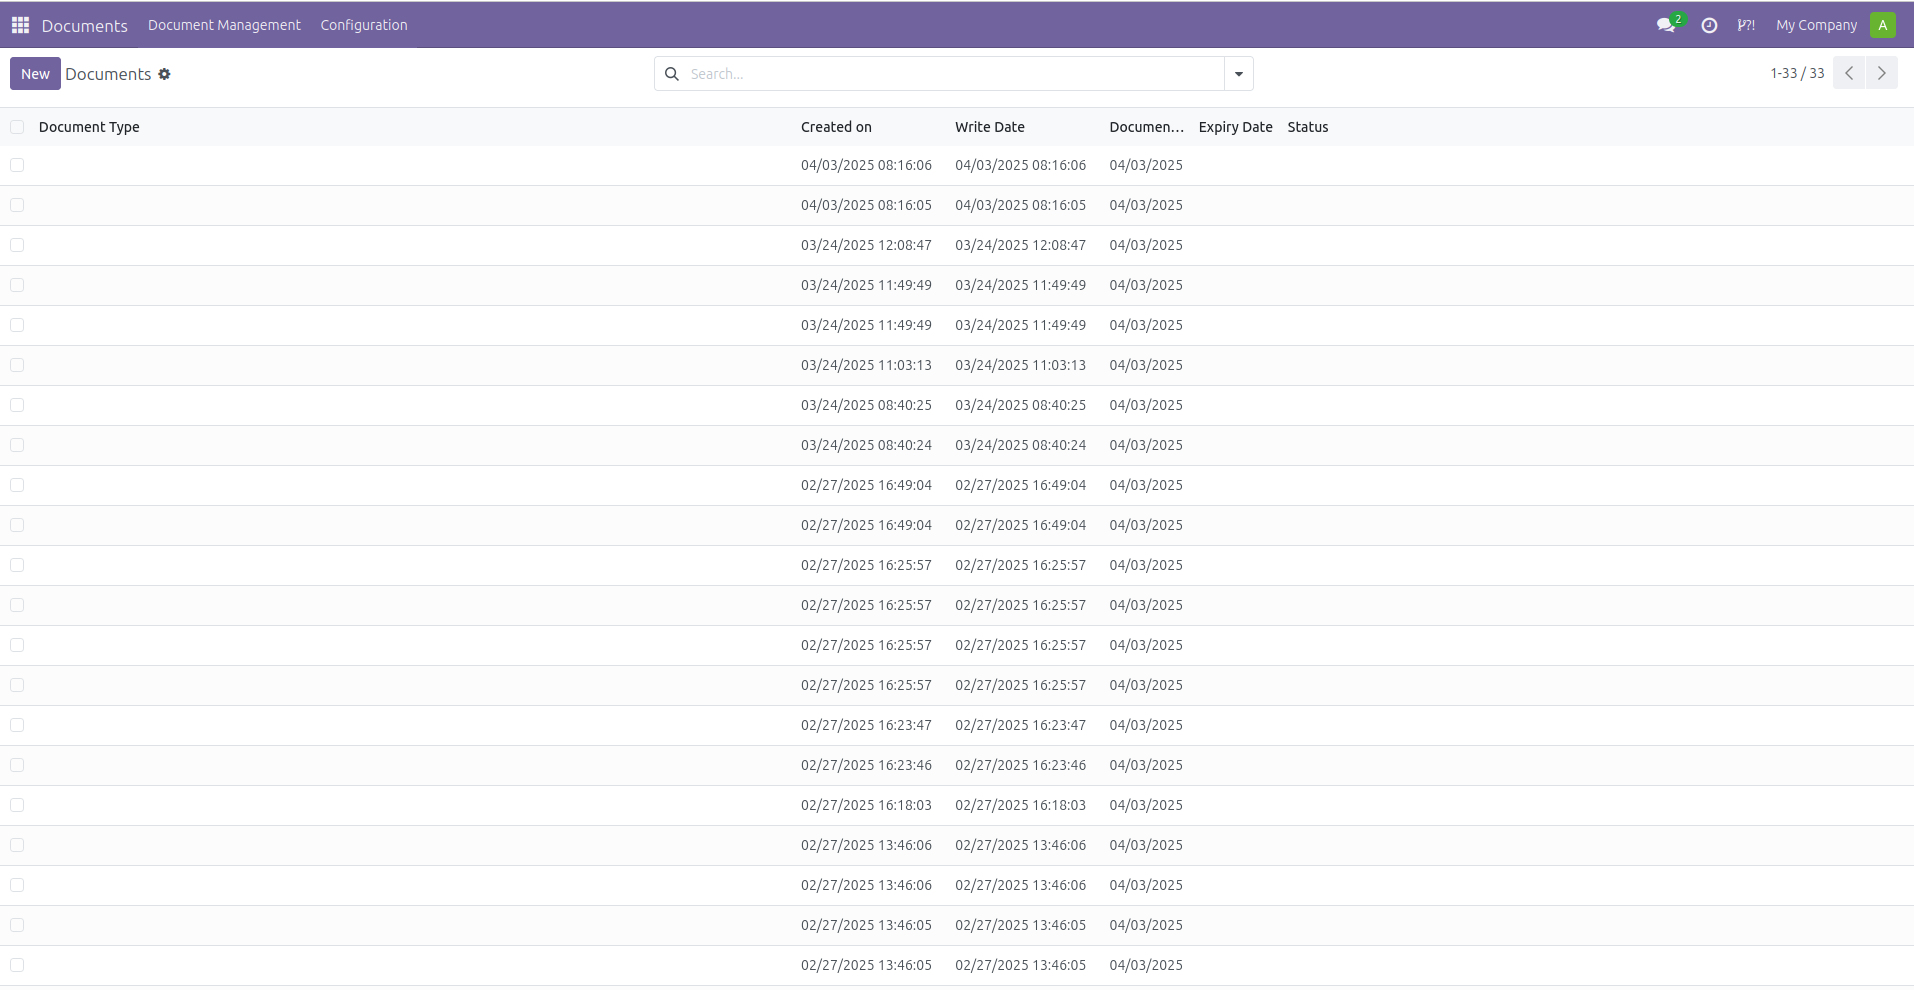 Documents Document Management Configuration 2 ?! My Company A
New Documents Search... 1-33 / 33
Document Type Created on Write Date Documen... Expiry Date Status
04/03/2025 08:16:06 04/03/2025 08:16:06 04/03/2025
04/03/2025 08:16:05 04/03/2025 08:16:05 04/03/2025
03/24/2025 12:08:47 03/24/2025 12:08:47 04/03/2025
03/24/2025 11:49:49 03/24/2025 11:49:49 04/03/2025
03/24/2025 11:49:49 03/24/2025 11:49:49 04/03/2025
03/24/2025 11:03:13 03/24/2025 11:03:13 04/03/2025
03/24/2025 08:40:25 03/24/2025 08:40:25 04/03/2025
03/24/2025 08:40:24 03/24/2025 08:40:24 04/03/2025
02/27/2025 16:49:04 02/27/2025 16:49:04 04/03/2025
02/27/2025 16:49:04 02/27/2025 16:49:04 04/03/2025
02/27/2025 16:25:57 02/27/2025 16:25:57 04/03/2025
02/27/2025 16:25:57 02/27/2025 16:25:57 04/03/2025
02/27/2025 16:25:57 02/27/2025 16:25:57 04/03/2025
02/27/2025 16:25:57 02/27/2025 16:25:57 04/03/2025
02/27/2025 16:23:47 02/27/2025 16:23:47 04/03/2025
02/27/2025 16:23:46 02/27/2025 16:23:46 04/03/2025
02/27/2025 16:18:03 02/27/2025 16:18:03 04/03/2025
02/27/2025 13:46:06 02/27/2025 13:46:06 04/03/2025
02/27/2025 13:46:06 02/27/2025 13:46:06 04/03/2025
02/27/2025 13:46:05 02/27/2025 13:46:05 04/03/2025
02/27/2025 13:46:05 02/27/2025 13:46:05 04/03/2025